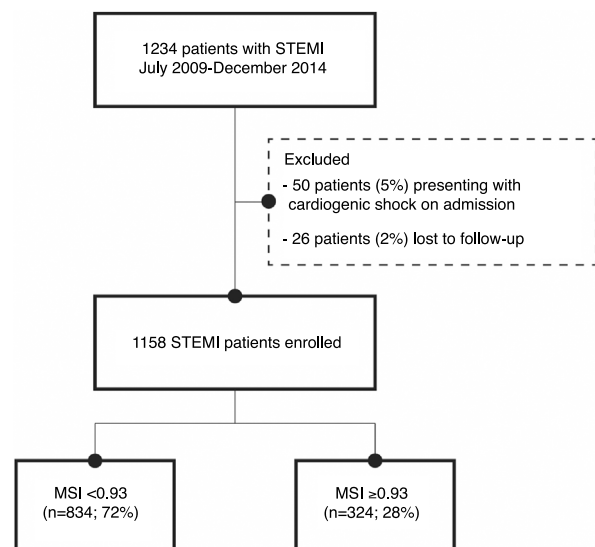 1234 patients with STEMI
July 2009-December 2014
Excluded
- 50 patients (5%) presenting with
cardiogenic shock on admission
- 26 patients (2%) lost to follow-up
1158 STEMI patients enrolled
MSI <0.93
(n=834; 72%)
MSI ≥0.93
(n=324; 28%)